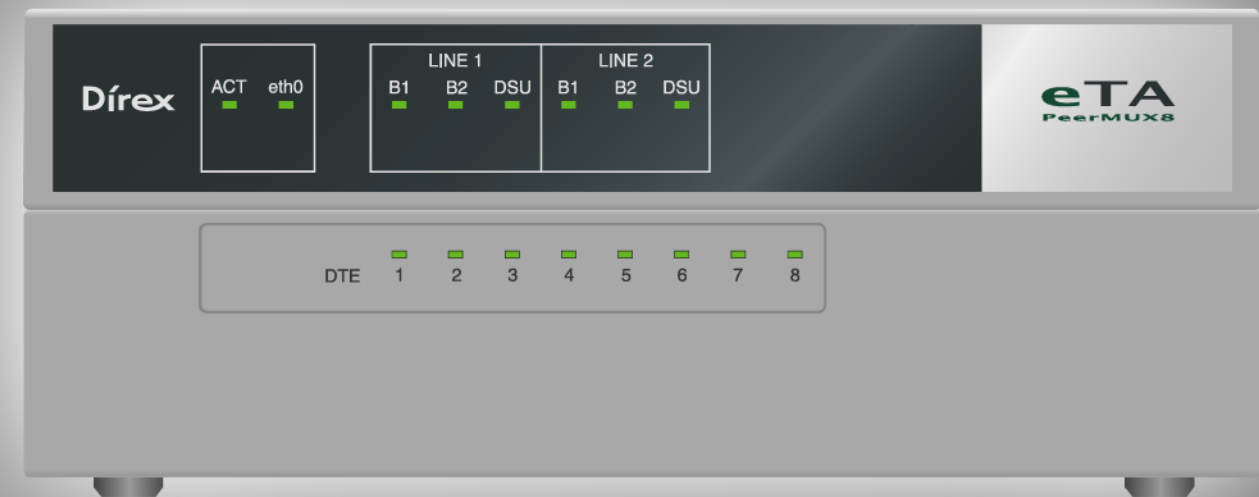 Dírex
ACT eth0
LINE 1 LINE 2
B1 B2 DSU B1 B2 DSU
eTA
PeerMUX8
DTE 1 2 3 4 5 6 7 8